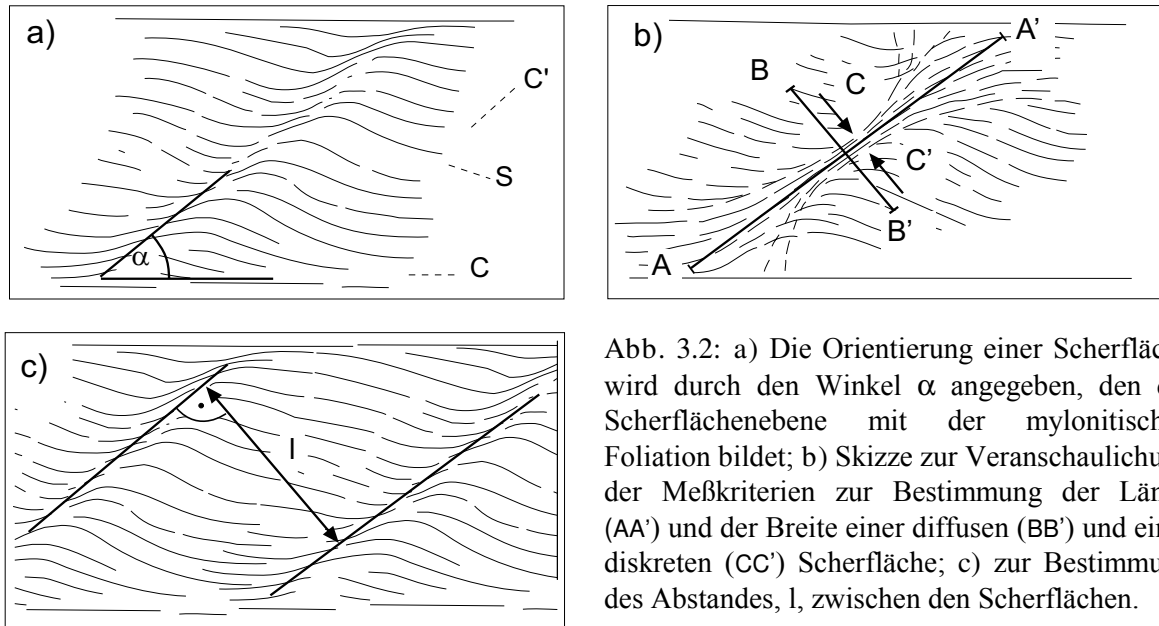 a)
C'
S
C
α
b)
A'
B
C
C'
B'
A
c)
l
Abb. 3.2: a) Die Orientierung einer Scherfläc
wird durch den Winkel α angegeben, den
Scherflächenebene mit der mylonitisch
Foliation bildet; b) Skizze zur Veranschaulichu
der Meßkriterien zur Bestimmung der Län
(AA') und der Breite einer diffusen (BB') und ein
diskreten (CC') Scherfläche; c) zur Bestimmu
des Abstandes, l, zwischen den Scherflächen.